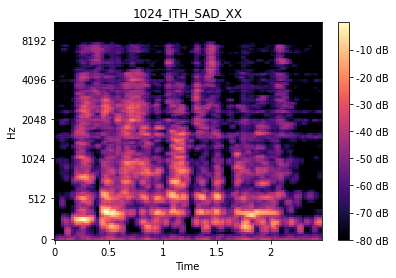 1024_ITH_SAD_XX
8192
4096
2048
1024
512
0
Hz
0 0.5 1 1.5 2
Time
-10 dB
-20 dB
-30 dB
-40 dB
-50 dB
-60 dB
-70 dB
-80 dB